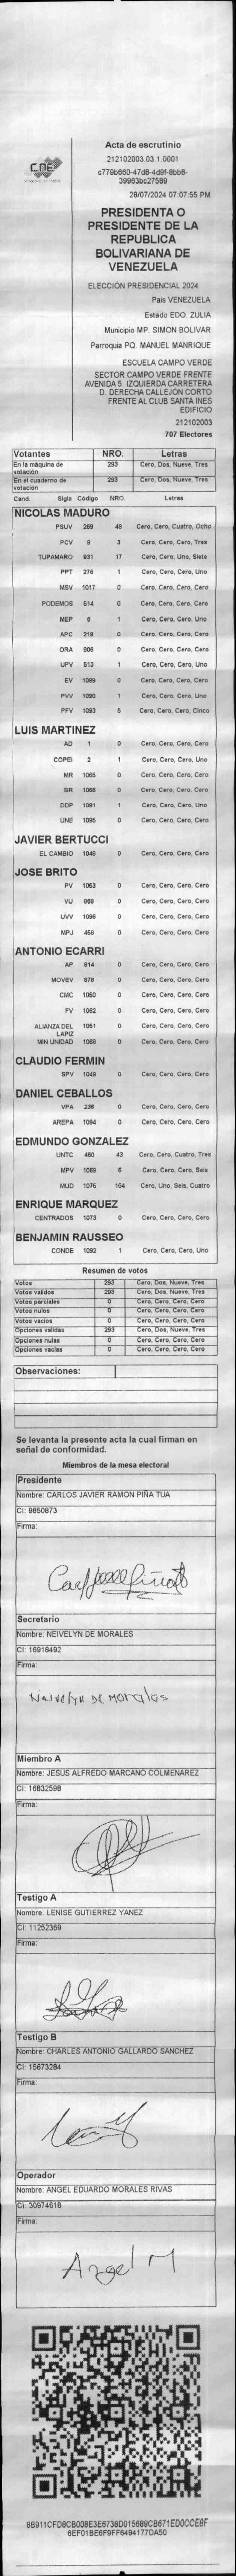 CNE
Acta de escrutinio
212102003.03.1.0001
c779b660-47d8-4d9f-8bb8-
39963bc27589
28/07/2024 07:07:55 PM
PRESIDENTA O
PRESIDENTE DE LA
REPUBLICA
BOLIVARIANA DE
VENEZUELA
ELECCIÓN PRESIDENCIAL 2024
Pais VENEZUELA
Estado EDO. ZULIA
Municipio MP. SIMON BOLIVAR
Parroquia PQ. MANUEL MANRIQUE
ESCUELA CAMPO VERDE
SECTOR CAMPO VERDE FRENTE
AVENIDA 5. IZQUIERDA CARRETERA
D. DERECHA CALLEJÓN CORTO
FRENTE AL CLUB SANTA INES
EDIFICIO
212102003
707 Electores
Votantes NRO. Letras
En la máquina de votación 293 Cero, Dos, Nueve, Tres
En el cuaderno de votación 293 Cero, Dos, Nueve, Tres
Cand. Sigla Código NRO. Letras
NICOLAS MADURO
PSUV 269 48 Cero, Cero, Cuatro, Ocho
PCV 9 3 Cero, Cero, Cero, Tres
TUPAMARO 931 17 Cero, Cero, Uno, Siete
PPT 276 1 Cero, Cero, Cero, Uno
MSV 1017 0 Cero, Cero, Cero, Cero
PODEMOS 514 0 Cero, Cero, Cero, Cero
MEP 6 1 Cero, Cero, Cero, Uno
APC 219 0 Cero, Cero, Cero, Cero
ORA 906 0 Cero, Cero, Cero, Cero
UPV 513 1 Cero, Cero, Cero, Uno
EV 1089 0 Cero, Cero, Cero, Cero
PVV 1090 1 Cero, Cero, Cero, Uno
PFV 1093 5 Cero, Cero, Cero, Cinco
LUIS MARTINEZ
AD 1 0 Cero, Cero, Cero, Cero
COPEI 2 1 Cero, Cero, Cero, Uno
MR 1065 0 Cero, Cero, Cero, Cero
BR 1066 0 Cero, Cero, Cero, Cero
DDP 1091 1 Cero, Cero, Cero, Uno
UNE 1095 0 Cero, Cero, Cero, Cero
JAVIER BERTUCCI
EL CAMBIO 1048 0 Cero, Cero, Cero, Cero
JOSE BRITO
PV 1053 0 Cero, Cero, Cero, Cero
VU 969 0 Cero, Cero, Cero, Cero
UVV 1096 0 Cero, Cero, Cero, Cero
MPJ 458 0 Cero, Cero, Cero, Cero
ANTONIO ECARRI
AP 814 0 Cero, Cero, Cero, Cero
MOVEV 878 0 Cero, Cero, Cero, Cero
CMC 1050 0 Cero, Cero, Cero, Cero
FV 1062 0 Cero, Cero, Cero, Cero
ALIANZA DEL LAPIZ 1051 0 Cero, Cero, Cero, Cero
MIN UNIDAD 1068 0 Cero, Cero, Cero, Cero
CLAUDIO FERMIN
SPV 1049 0 Cero, Cero, Cero, Cero
DANIEL CEBALLOS
VPA 236 0 Cero, Cero, Cero, Cero
AREPA 1094 0 Cero, Cero, Cero, Cero
EDMUNDO GONZALEZ
UNTC 460 43 Cero, Cero, Cuatro, Tres
MPV 1069 6 Cero, Cero, Cero, Seis
MUD 1075 164 Cero, Uno, Seis, Cuatro
ENRIQUE MARQUEZ
CENTRADOS 1073 0 Cero, Cero, Cero, Cero
BENJAMIN RAUSSEO
CONDE 1092 1 Cero, Cero, Cero, Uno
Resumen de votos
Votos 293 Cero, Dos, Nueve, Tres
Votos validos 293 Cero, Dos, Nueve, Tres
Votos parciales 0 Cero, Cero, Cero, Cero
Votos nulos 0 Cero, Cero, Cero, Cero
Votos vacios 0 Cero, Cero, Cero, Cero
Opciones validas 293 Cero, Dos, Nueve, Tres
Opciones nulas 0 Cero, Cero, Cero, Cero
Opciones vacias 0 Cero, Cero, Cero, Cero
Observaciones:
Se levanta la presente acta la cual firman en
señal de conformidad.
Miembros de la mesa electoral
Presidente
Nombre: CARLOS JAVIER RAMON PIÑA TUA
CI: 9850873
Firma:
Secretario
Nombre: NEIVELYN DE MORALES
CI: 16918492
Firma:
Neivelyn De Morales
Miembro A
Nombre: JESUS ALFREDO MARCANO COLMENAREZ
CI: 16832598
Firma:
Testigo A
Nombre: LENISE GUTIERREZ YANEZ
CI: 11252369
Firma:
Testigo B
Nombre: CHARLES ANTONIO GALLARDO SANCHEZ
CI: 15673284
Firma:
Operador
Nombre: ANGEL EDUARDO MORALES RIVAS
CI: 30974618
Firma:
Angel M
8B911CFD8CB008E3E6738D015689CB671ED0CCE8F
6EF01BE6F9FF6494177DA50